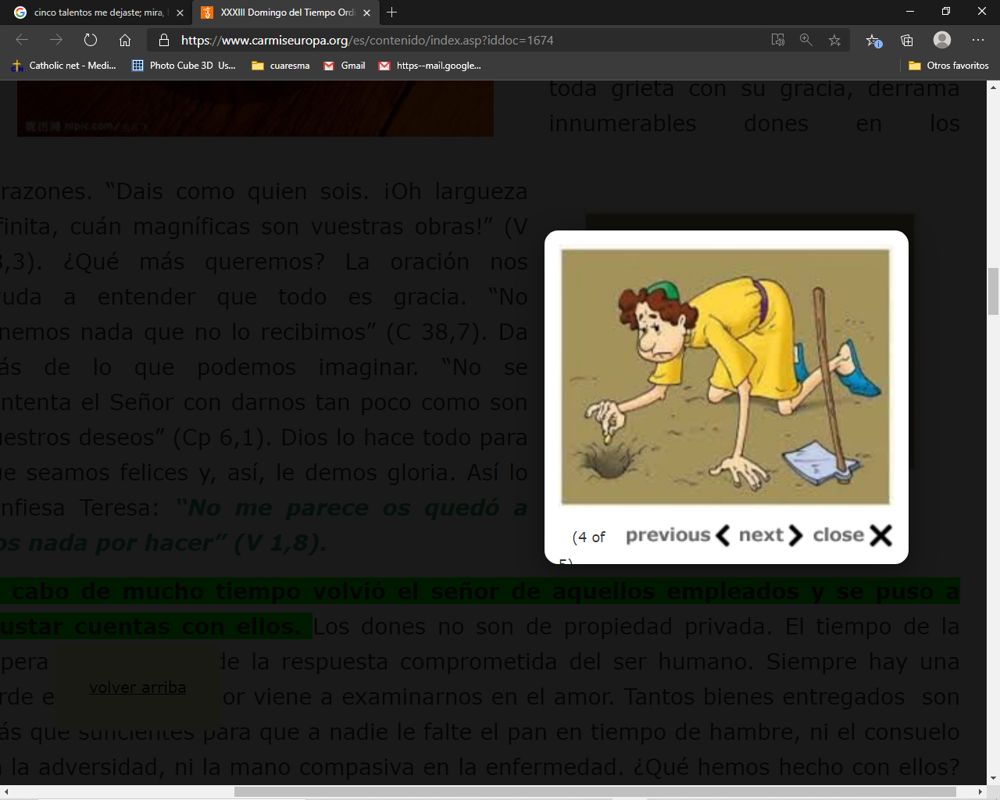 cinco talentos me dejaste; mira,
XXXIII Domingo del Tiempo Ordi
https://www.carmiseuropa.org/es/contenido/index.asp?iddoc=1674
Catholic net - Medi...
Photo Cube 3D Us...
cuaresma
Gmail
https--mail.google...
Otros favoritos
toda grieta con su gracia, derrama
innumerables dones en los
nipic.com/
razones. “Dais como quien sois. ¡Oh largueza
finita, cuán magníficas son vuestras obras!” (V
3,3). ¿Qué más queremos? La oración nos
yuda a entender que todo es gracia. “No
nemos nada que no lo recibimos” (C 38,7). Da
ás de lo que podemos imaginar. “No se
ntenta el Señor con darnos tan poco como son
uestros deseos” (Cp 6,1). Dios lo hace todo para
ue seamos felices y, así, le demos gloria. Así lo
nfiesa Teresa: “No me parece os quedó a
os nada por hacer” (V 1,8).
(4 of
5)
previous next close
cabo de mucho tiempo volvió el señor de aquellos empleados y se puso a
ustar cuentas con ellos. Los dones no son de propiedad privada. El tiempo de la
pera de la respuesta comprometida del ser humano. Siempre hay una
rde e or viene a examinarnos en el amor. Tantos bienes entregados son
volver arriba
ás que suficientes para que a nadie le falte el pan en tiempo de hambre, ni el consuelo
la adversidad, ni la mano compasiva en la enfermedad. ¿Qué hemos hecho con ellos?